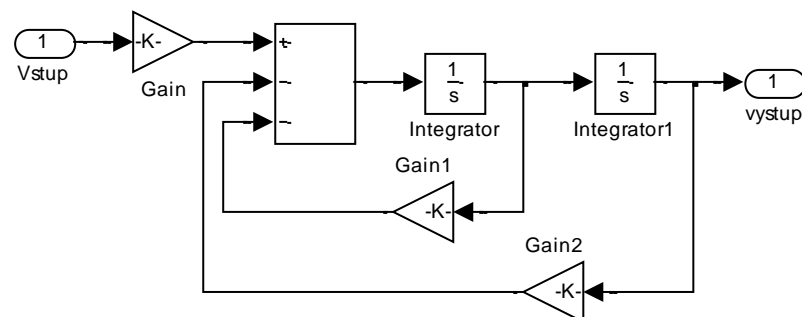 1
Vstup
-K-
Gain
+
-
-
1
s
Integrator
1
s
Integrator1
1
vystup
Gain1
-K-
Gain2
-K-